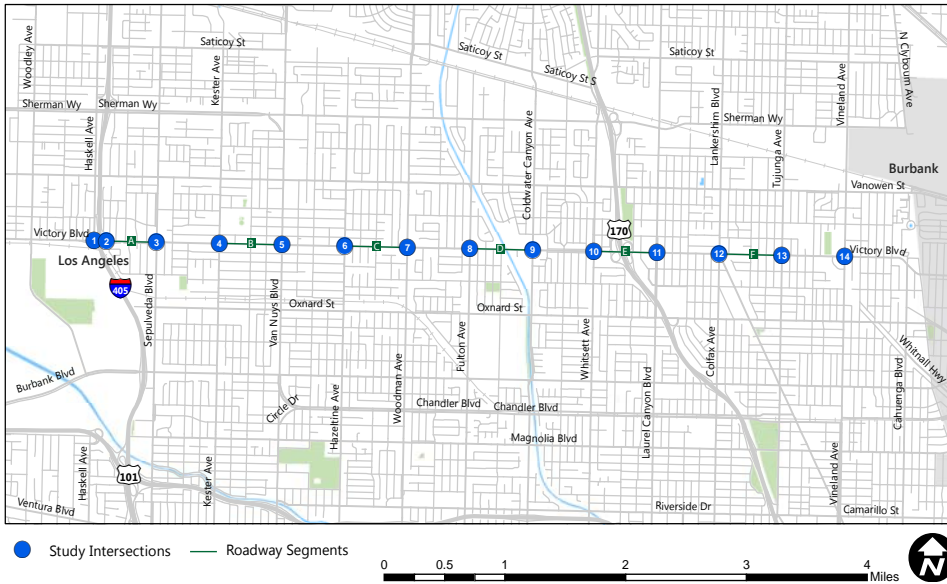 Woodley Ave
Saticoy St
Kester Ave
Saticoy St
Saticoy St S
Saticoy St
N Clybourn Ave
Vineland Ave
Sherman Wy
Sherman Wy
Haskell Ave
Coldwater Canyon Ave
Lankershim Blvd
Sherman Wy
Tujunga Ave
Burbank
Vanowen St
Victory Blvd
1
2
A
3
4
B
5
6
C
7
8
D
9
10
170
E
11
12
F
13
14
Victory Blvd
Los Angeles
405
Sepulveda Blvd
Oxnard St
Van Nuys Blvd
Oxnard St
Fulton Ave
Whitsett Ave
Colfax Ave
Whitnall Hwy
Burbank Blvd
Circle Dr
Hazeltine Ave
Woodman Ave
Chandler Blvd
Chandler Blvd
Laurel Canyon Blvd
Cahuenga Blvd
Magnolia Blvd
Haskell Ave
101
Kester Ave
Vineland Ave
Ventura Blvd
Riverside Dr
Camarillo St
Study Intersections
Roadway Segments
0 0.5 1 2 3 4
Miles
N